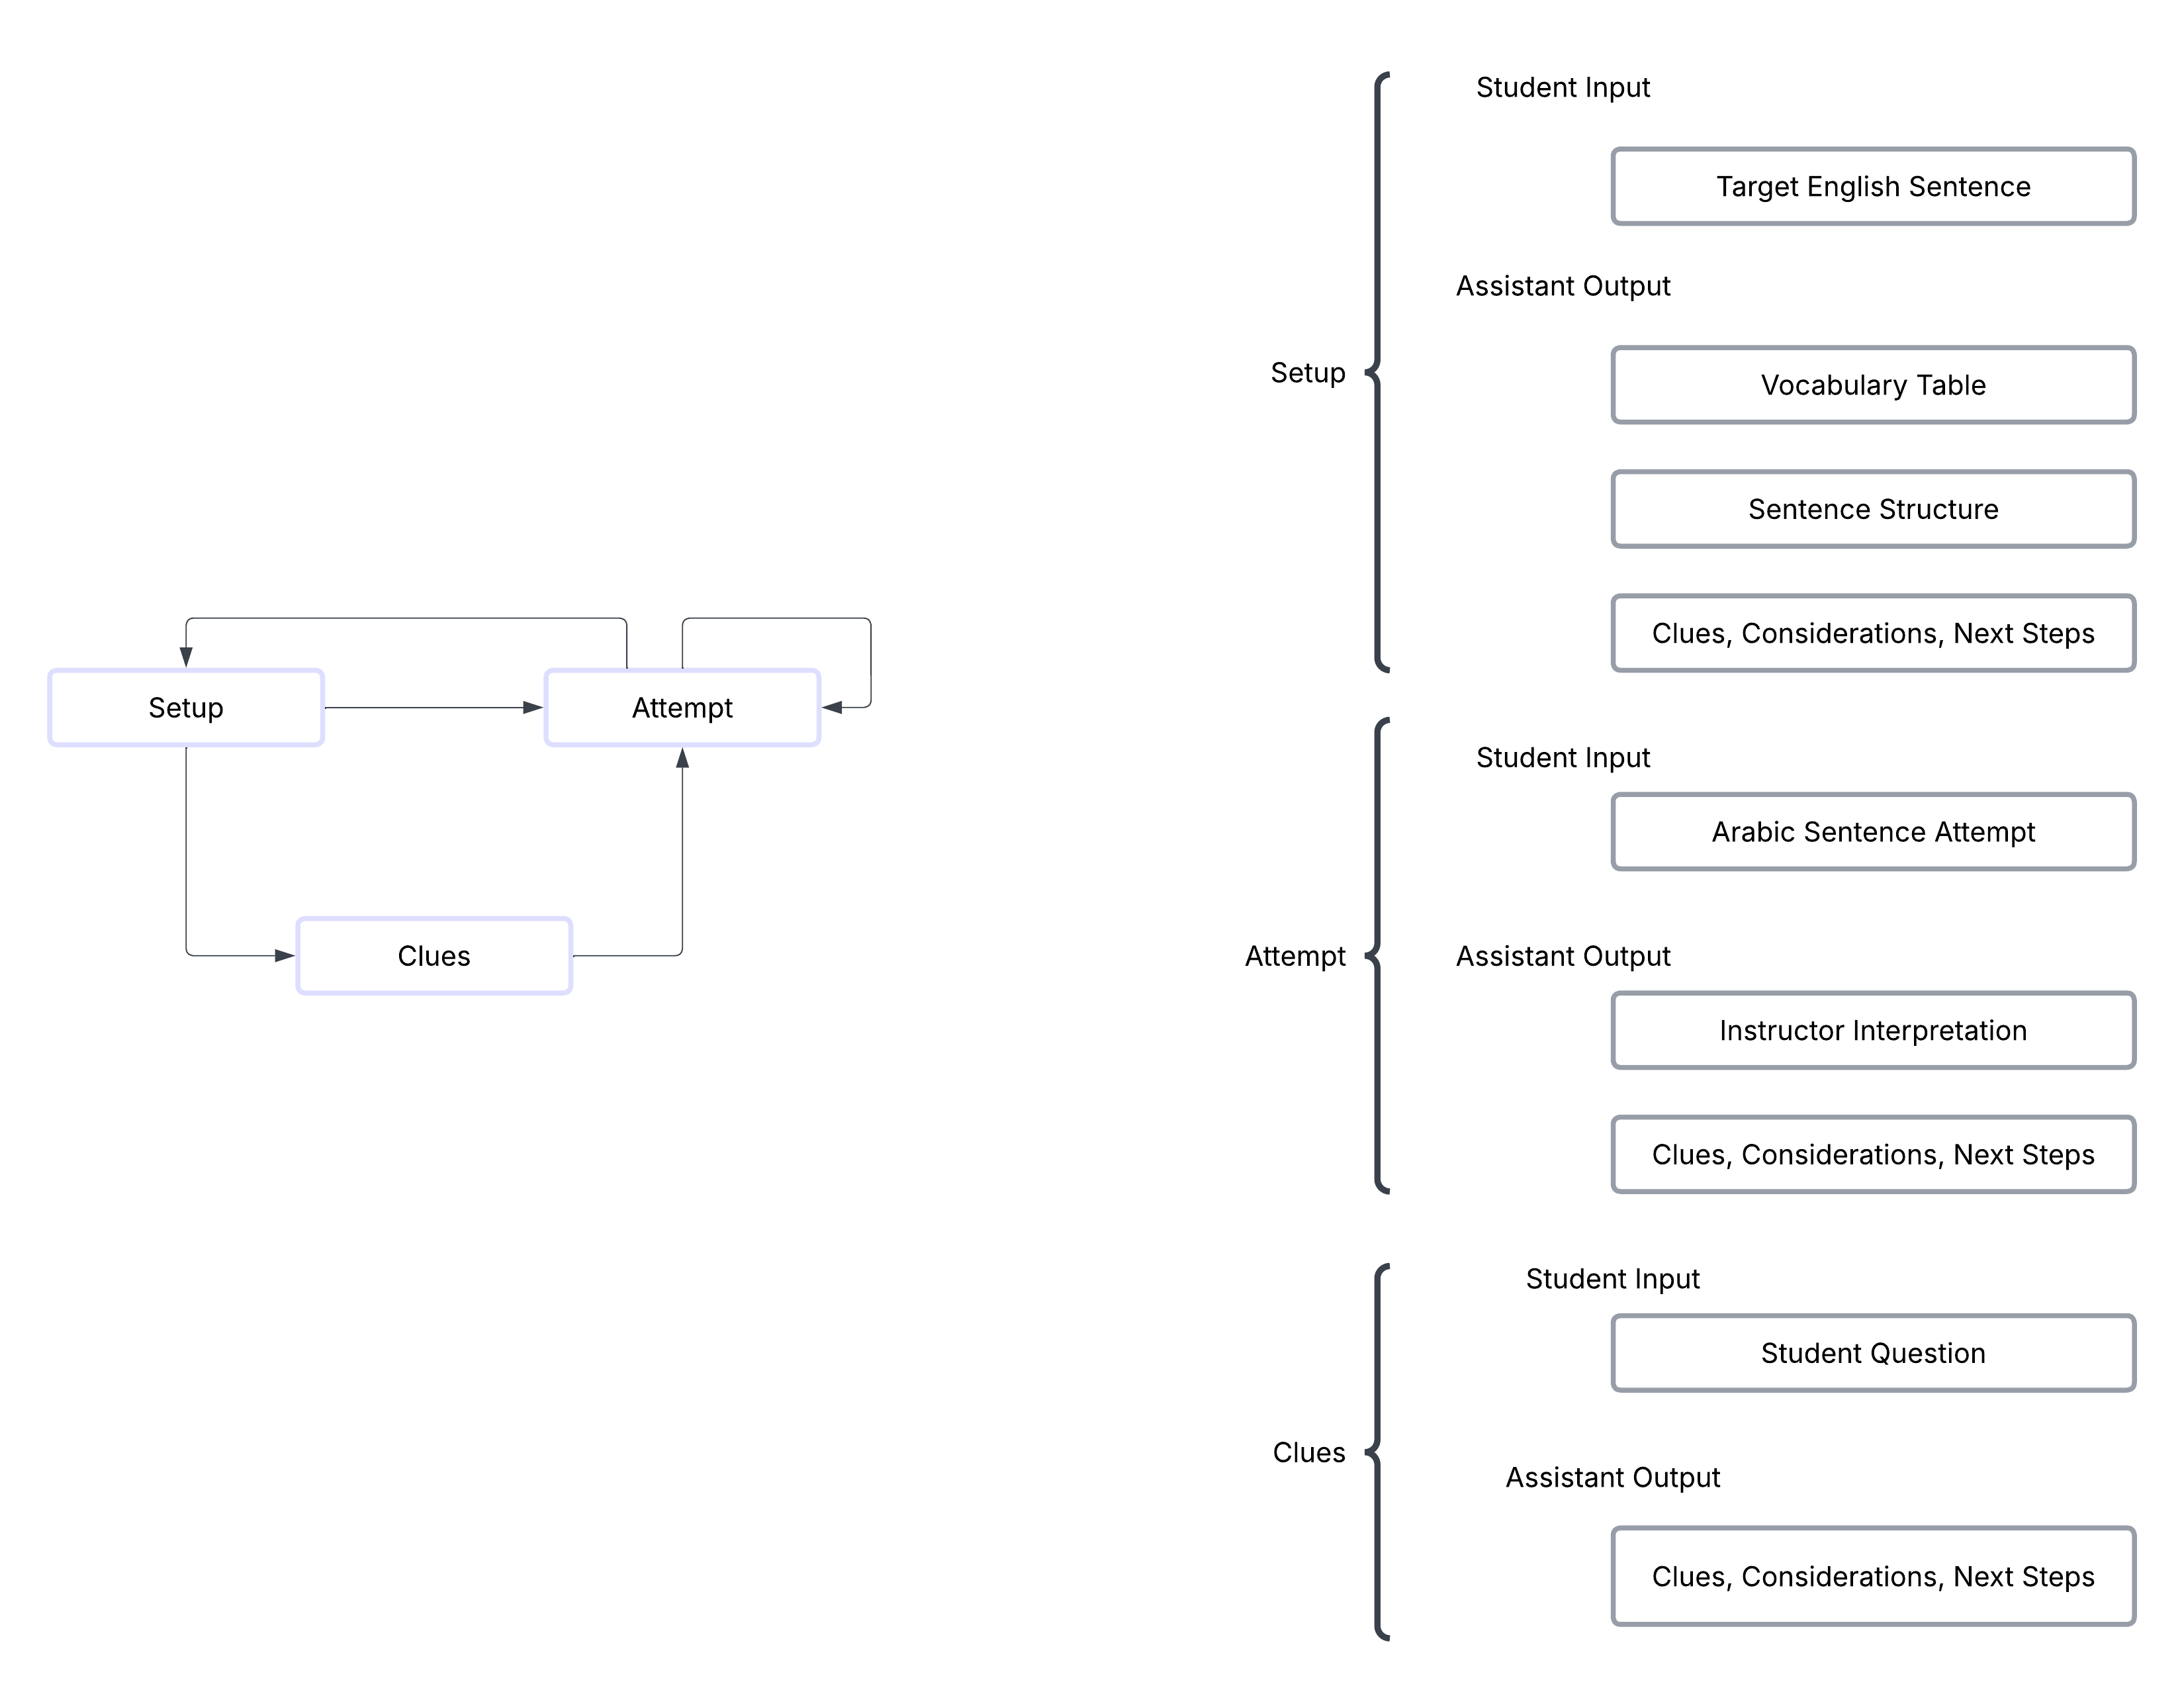 Setup
Attempt
Clues
Setup
Student Input
Target English Sentence
Assistant Output
Vocabulary Table
Sentence Structure
Clues, Considerations, Next Steps
Attempt
Student Input
Arabic Sentence Attempt
Assistant Output
Instructor Interpretation
Clues, Considerations, Next Steps
Clues
Student Input
Student Question
Assistant Output
Clues, Considerations, Next Steps